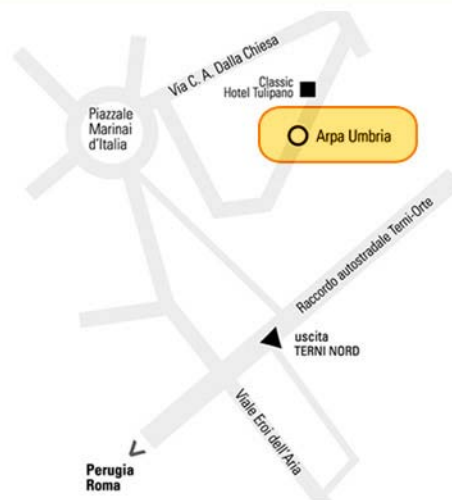 Via C. A. Dalla Chiesa
Classic
Hotel Tulipano
Piazzale
Marinai
d'Italia
Arpa Umbria
Raccordo autostradale Terni-Orte
uscita
TERNI NORD
Viale Eroi dell'Aria
Perugia
Roma